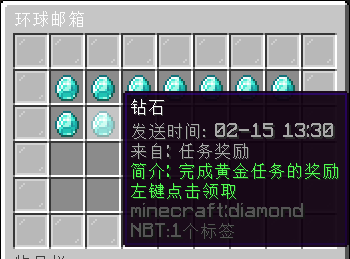 环球邮箱
钻石
发送时间: 02-15 13:30
来自: 任务奖励
简介: 完成黄金任务的奖励
左键点击领取
minecraft:diamond
NBT:1个标签